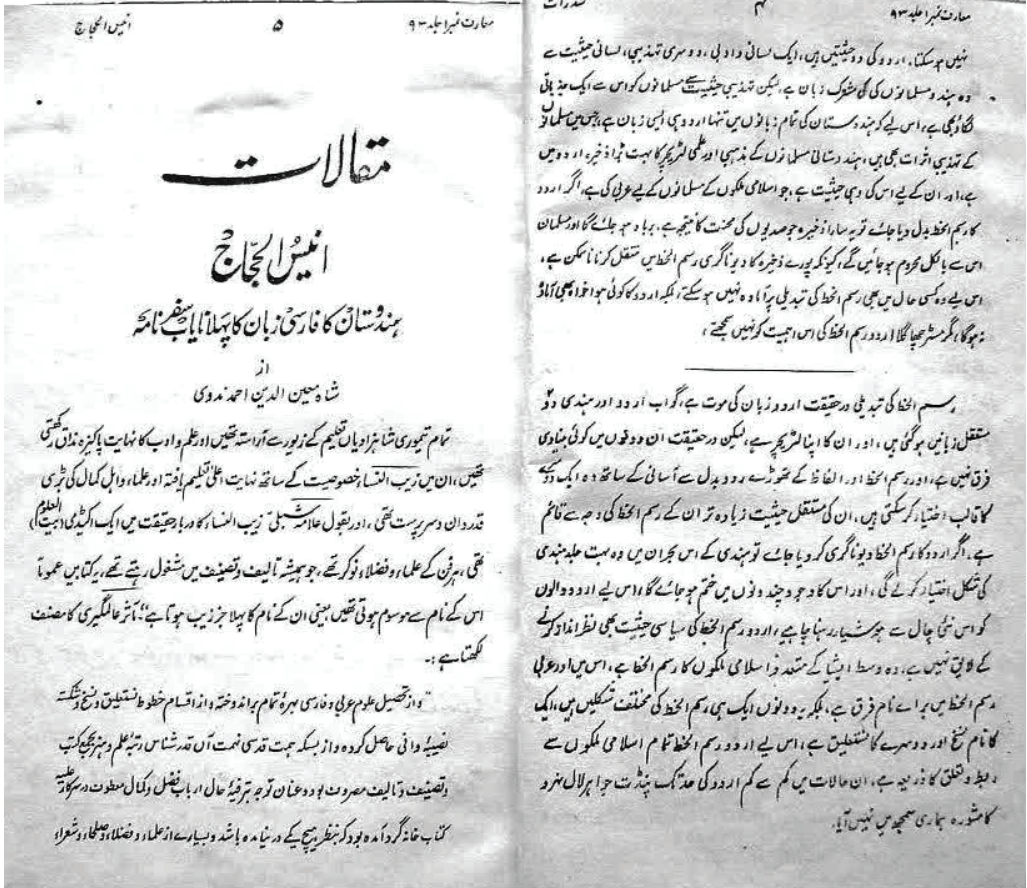 معارف نمبر ا جلد ۹۳
۴
شذرات
نہیں ہو سکتا، اردو کی دو حیثیتیں ہیں، ایک لسانی و ادبی، دوسری تہذیبی، لسانی حیثیت سے
وہ ہندو مسلمانوں کی مشترک زبان ہے لیکن تہذیبی حیثیت سے مسلمانوں کو اس سے ایک جذباتی
لگاؤ بھی ہے، اس لیے کہ ہندوستان کی تمام زبانوں میں تنہا اردو ہی ایسی زبان ہے جس میں مسلمانوں
کے تہذیبی اثرات بھی ہیں، ہندوستانی مسلمانوں کے مذہبی اور علمی لٹریچر کا بہت بڑا ذخیرہ اردو میں
ہے، اور ان کے لیے اس کی وہی حیثیت ہے، جو اسلامی ملکوں کے مسلمانوں کے لیے عربی کی ہے، اگر اردو
کا رسم الخط بدل دیا جائے تو یہ سارا ذخیرہ جو صدیوں کی محنت کا نتیجہ ہے، برباد ہو جائے گا اور مسلمان
اس سے بالکل محروم ہو جائیں گے، کیونکہ پورے ذخیرہ کا دیوناگری رسم الخط میں منتقل کرنا ناممکن ہے،
اس لیے وہ کسی حال میں بھی رسم الخط کی تبدیلی پر آمادہ نہیں ہو سکتے، بلکہ اردو کا کوئی ہوا خواہ بھی آمادہ
نہ ہوگا، مگر مسٹر چھاگلا اردو رسم الخط کی اس اہمیت کو نہیں سمجھتے،
رسم الخط کی تبدیلی درحقیقت اردو زبان کی موت ہے، گو اب اردو اور ہندی دو
مستقل زبانیں ہو گئی ہیں، اور ان کا اپنا لٹریچر ہے، لیکن درحقیقت ان دونوں میں کوئی بنیادی
فرق نہیں ہے، اور رسم الخط اور الفاظ کے تھوڑے ردوبدل سے آسانی کے ساتھ وہ ایک دوسرے
کا قالب اختیار کر سکتی ہیں، ان کی مستقل حیثیت زیادہ تر ان کے رسم الخط کی وجہ سے قائم
ہے، اگر اردو کا رسم الخط دیوناگری کر دیا جائے تو ہندی کے اس بحران میں وہ بہت جلد ہندی
کی شکل اختیار کر لے گی، اور اس کا وجود چند دنوں میں ختم ہو جائے گا، اس لیے اردو والوں
کو اس نئی چال سے ہوشیار رہنا چاہیے، اردو رسم الخط کی سیاسی حیثیت بھی نظر انداز کرنے
کے لایق نہیں ہے، وہ وسط ایشیا کے متعدد اسلامی ملکوں کا رسم الخط ہے، اس میں اور عربی
رسم الخط میں براے نام فرق ہے، بلکہ یہ دونوں ایک ہی رسم الخط کی مختلف شکلیں ہیں، ایک
کا نام نسخ اور دوسرے کا نستعلیق ہے، اس لیے اردو رسم الخط تمام اسلامی ملکوں سے
ربط و تعلق کا ذریعہ ہے، ان حالات میں کم سے کم اردو کی حد تک پنڈت جواہر لال نہرو
کا مشورہ ہماری سمجھ میں نہیں آیا،
معارف نمبر ا جلد ۹۳
۵
انیس الحجاج
مقالات
انیسُ الحُجّاج
ہندوستان کا فارسی زبان کا پہلا نایاب سفرنامہ
از
شاہ معین الدین احمد ندوی
تمام تیموری شاہزادیاں تعلیم کے زیور سے آراستہ تھیں اور علم و ادب کا نہایت پاکیزہ مذاق رکھتی
تھیں، ان میں زیب النساء خصوصیت کے ساتھ نہایت اعلیٰ تعلیم یافتہ اور علماء و اہل کمال کی بڑی
قدردان و سرپرست تھی، اور بقول علامہ شبلی زیب النساء کا دربار حقیقت میں ایک اکیڈمی (بیت العلوم)
تھی، ہر فن کے علماء و فضلاء نوکر تھے، جو ہمیشہ تالیف و تصنیف میں مشغول رہتے تھے، یہ کتابیں عموماً
اس کے نام سے موسوم ہوتی تھیں، یعنی ان کے نام کا پہلا جز زیب ہوتا ہے" مآثر عالمگیری کا مصنف
لکھتا ہے:۔
"و از تحصیل علوم عربی و فارسی بہرۂ تمام براندوختہ و از اقسام خطوط نستعلیق و نسخ و شکستہ
نصیبۂ وافی حاصل کردہ و از بسکہ ہمت قدسی نہمت آں قدرشناس رتبۂ علم و ہنر بجمع کتب
و تصنیف و تالیف مصروف بود و عنان توجہ بترفیۂ حال ارباب فضل و کمال معطوف در سرکار علیہ
کتاب خانہ گرد آمدہ بود کہ بنظر ہیچ یکے در نیامدہ باشد و بسیارے از علماء و فضلاء و صلحاء و شعراء